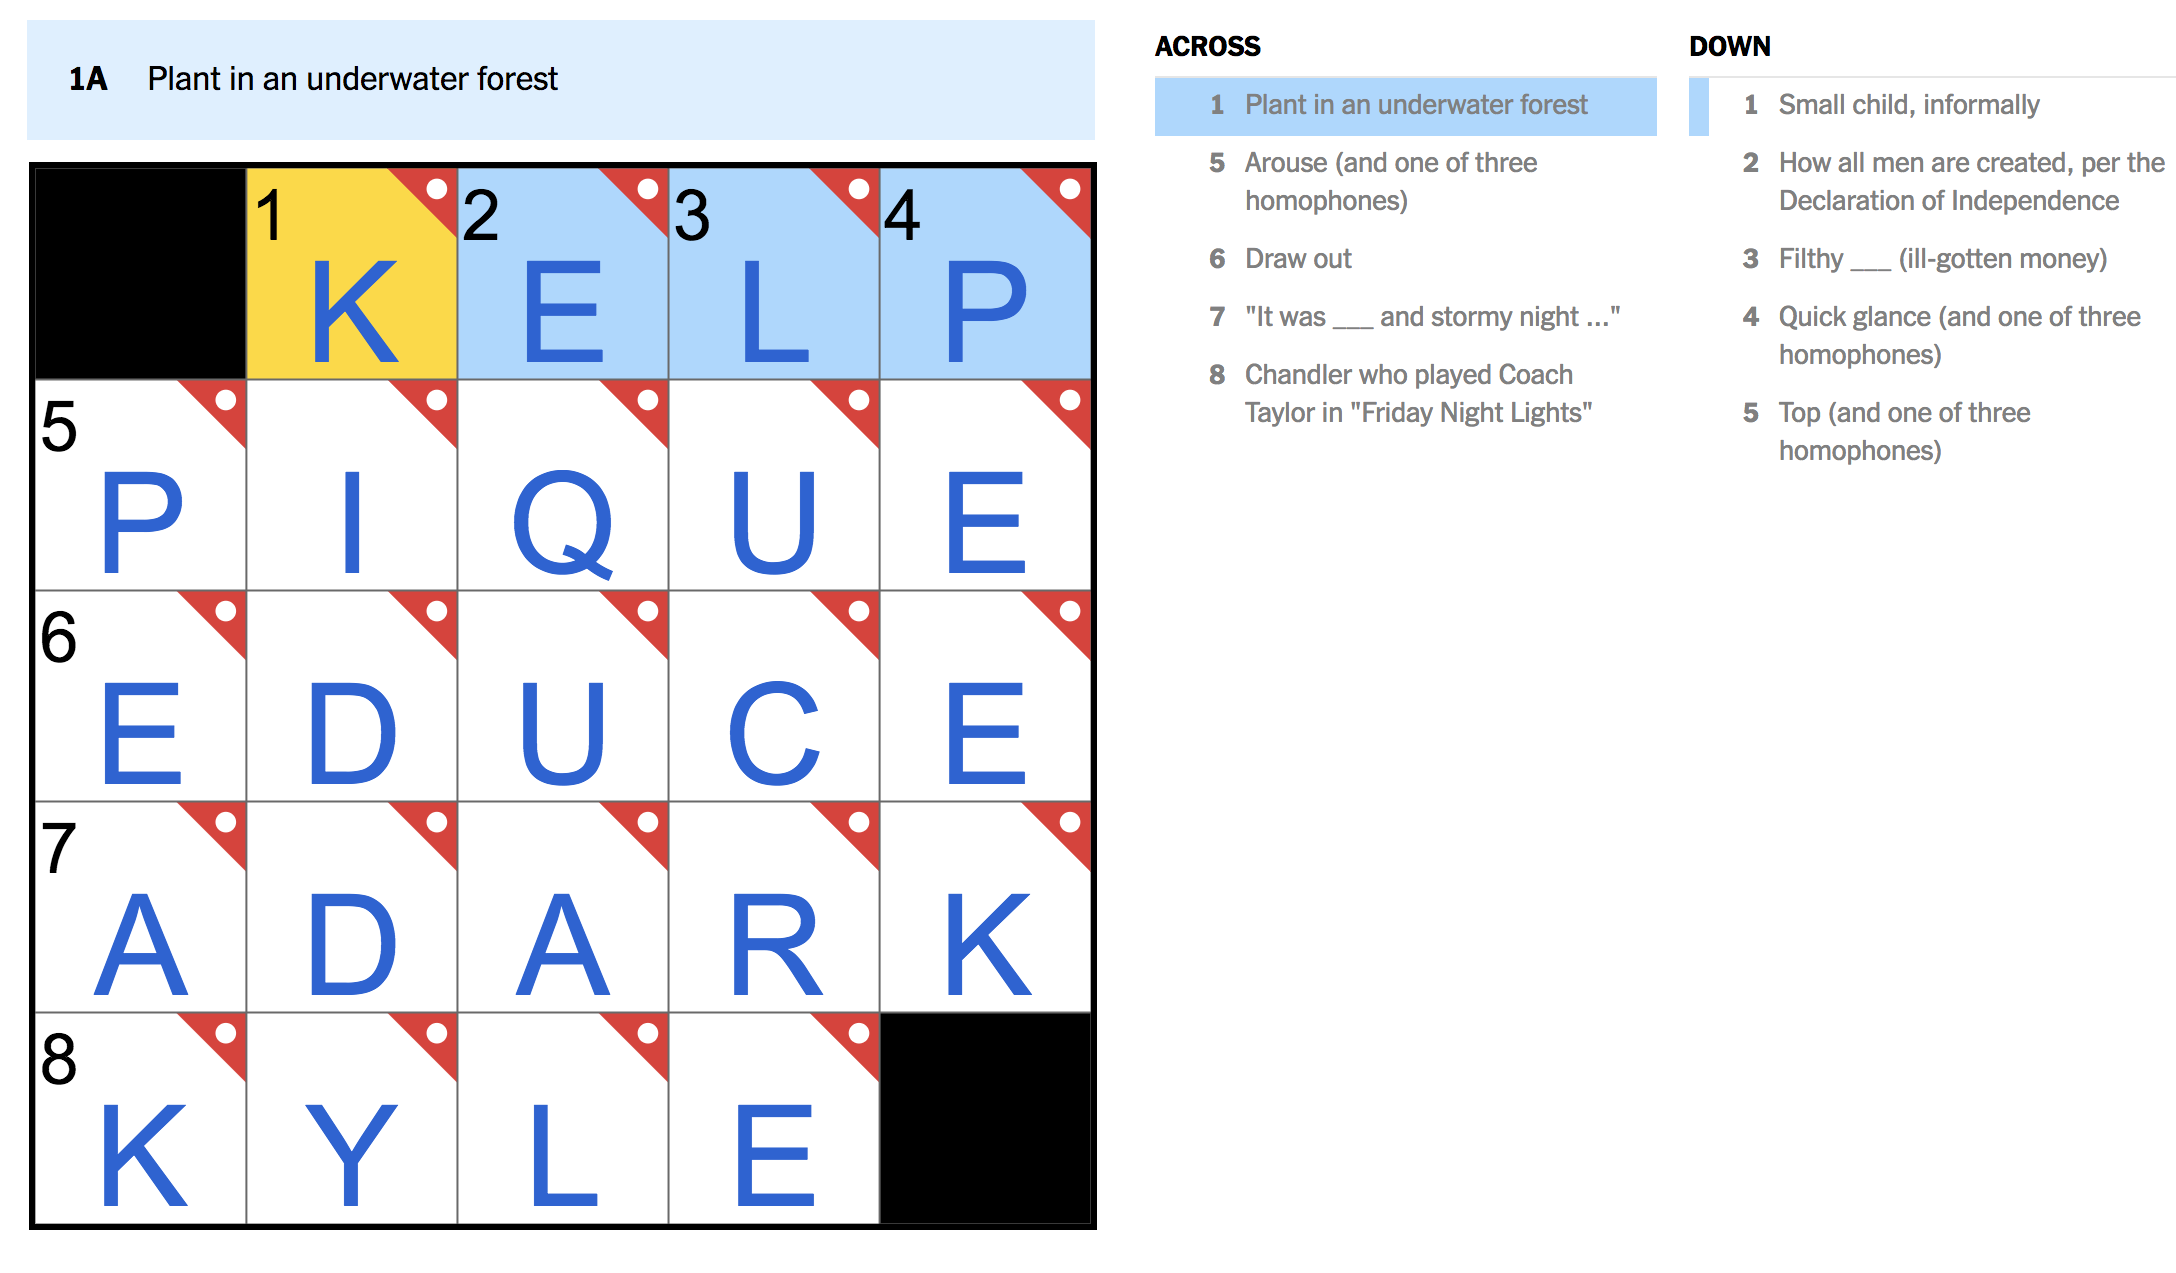 1A Plant in an underwater forest
1 2 3 4
K E L P
5
P I Q U E
6
E D U C E
7
A D A R K
8
K Y L E
ACROSS
1 Plant in an underwater forest
5 Arouse (and one of three
homophones)
6 Draw out
7 "It was ___ and stormy night ..."
8 Chandler who played Coach
Taylor in "Friday Night Lights"
DOWN
1 Small child, informally
2 How all men are created, per the
Declaration of Independence
3 Filthy ___ (ill-gotten money)
4 Quick glance (and one of three
homophones)
5 Top (and one of three
homophones)